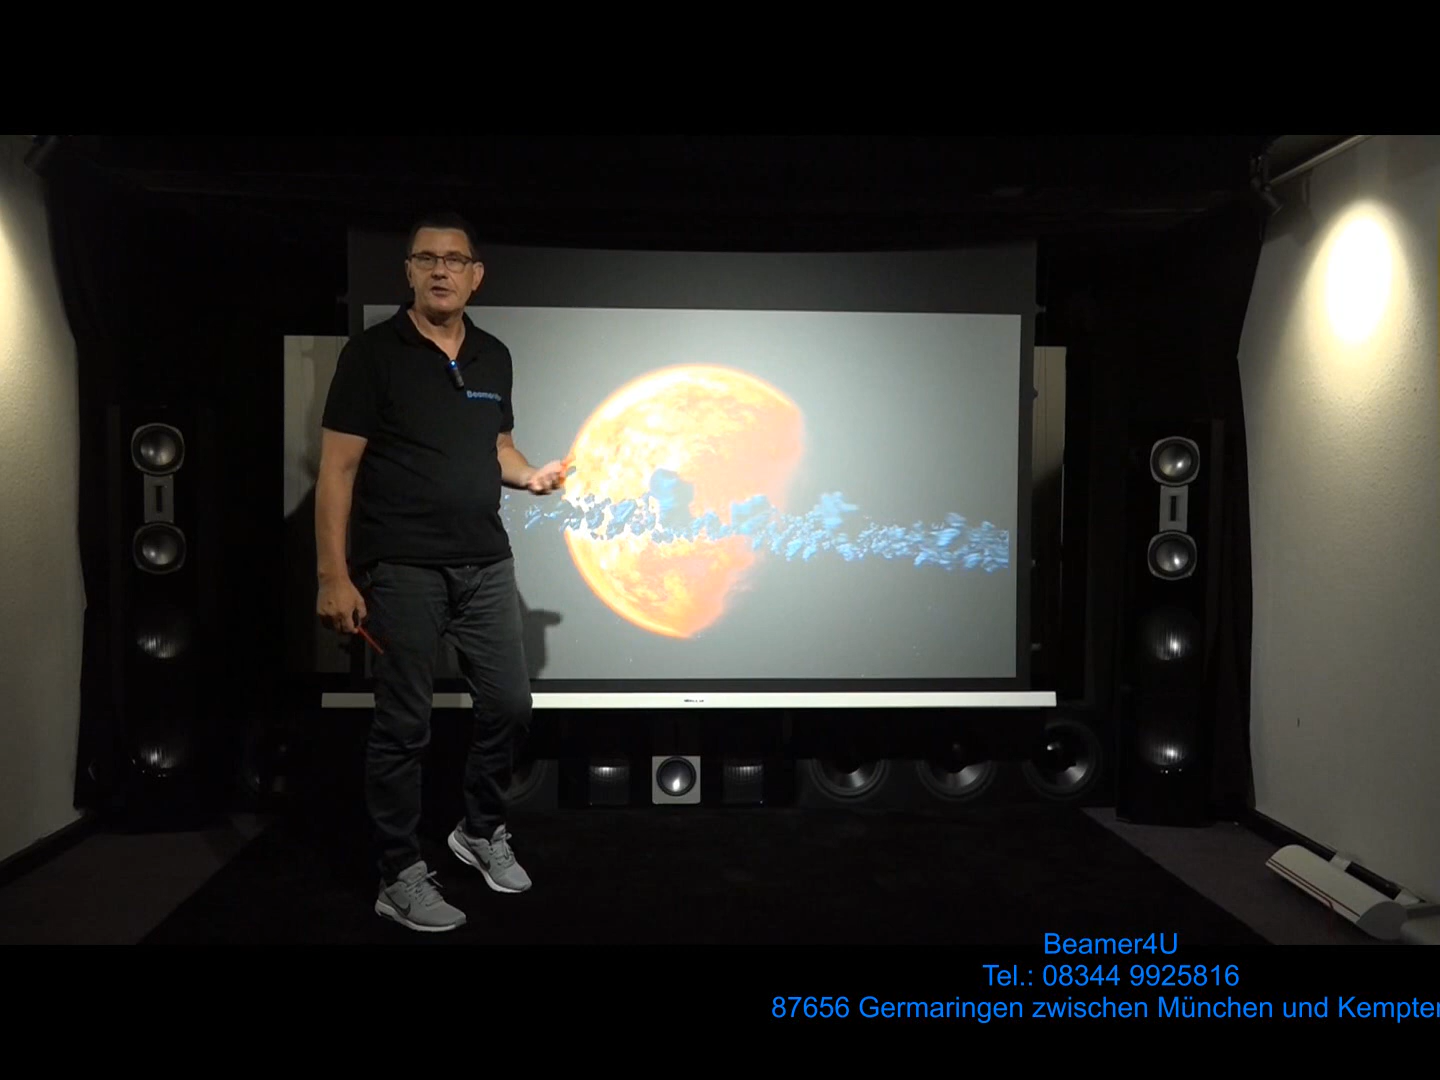 Beamer4U
Tel.: 08344 9925816
87656 Germaringen zwischen München und Kempten